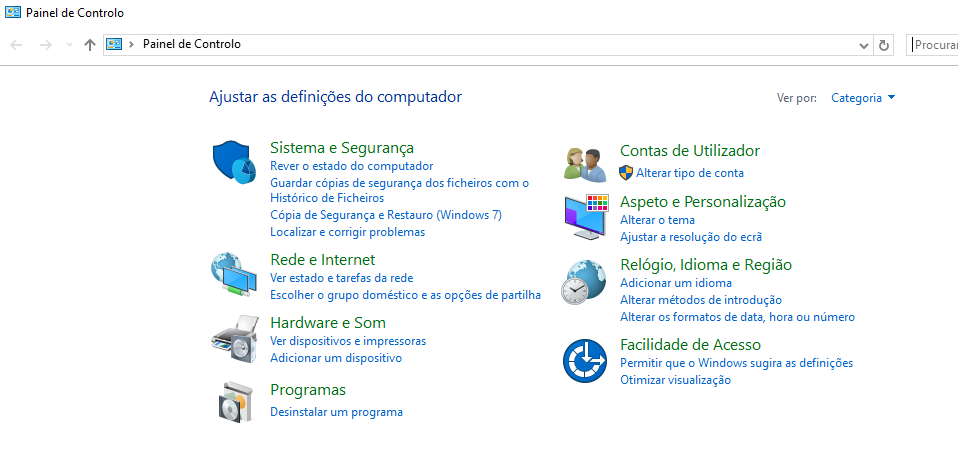 Painel de Controlo
Painel de Controlo
Procurar
Ajustar as definições do computador
Ver por: Categoria
Sistema e Segurança
Rever o estado do computador
Guardar cópias de segurança dos ficheiros com o
Histórico de Ficheiros
Cópia de Segurança e Restauro (Windows 7)
Localizar e corrigir problemas
Rede e Internet
Ver estado e tarefas da rede
Escolher o grupo doméstico e as opções de partilha
Hardware e Som
Ver dispositivos e impressoras
Adicionar um dispositivo
Programas
Desinstalar um programa
Contas de Utilizador
Alterar tipo de conta
Aspeto e Personalização
Alterar o tema
Ajustar a resolução do ecrã
Relógio, Idioma e Região
Adicionar um idioma
Alterar métodos de introdução
Alterar os formatos de data, hora ou número
Facilidade de Acesso
Permitir que o Windows sugira as definições
Otimizar visualização